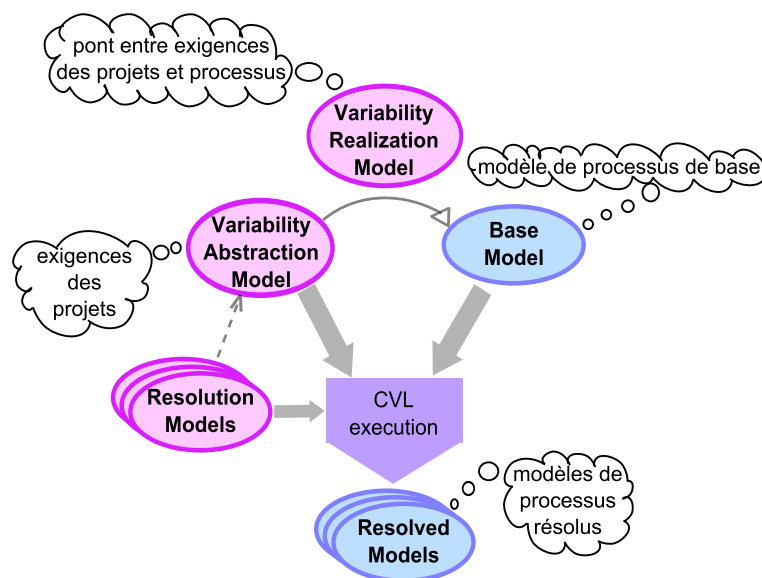 pont entre exigences
des projets et processus
Variability
Realization
Model
modèle de processus de base
Variability
Abstraction
Model
Base
Model
exigences
des
projets
Resolution
Models
CVL
execution
modèles de
processus
résolus
Resolved
Models